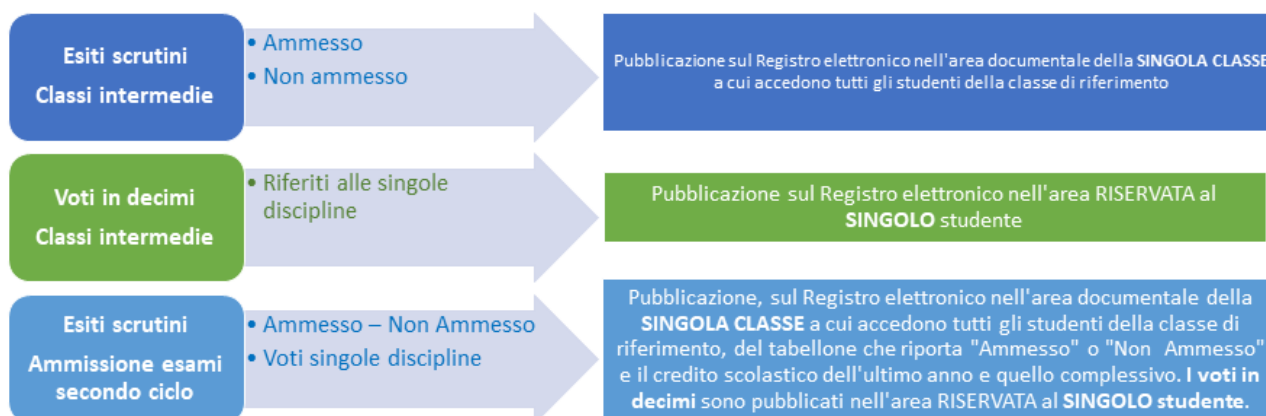 Esiti scrutini
Classi intermedie
• Ammesso
• Non ammesso
Pubblicazione sul Registro elettronico nell'area documentale della SINGOLA CLASSE
a cui accedono tutti gli studenti della classe di riferimento
Voti in decimi
Classi intermedie
• Riferiti alle singole
discipline
Pubblicazione sul Registro elettronico nell'area RISERVATA al
SINGOLO studente
Esiti scrutini
Ammissione esami
secondo ciclo
• Ammesso – Non Ammesso
• Voti singole discipline
Pubblicazione, sul Registro elettronico nell'area documentale della
SINGOLA CLASSE a cui accedono tutti gli studenti della classe di
riferimento, del tabellone che riporta "Ammesso" o "Non Ammesso"
e il credito scolastico dell'ultimo anno e quello complessivo. I voti in
decimi sono pubblicati nell'area RISERVATA al SINGOLO studente.